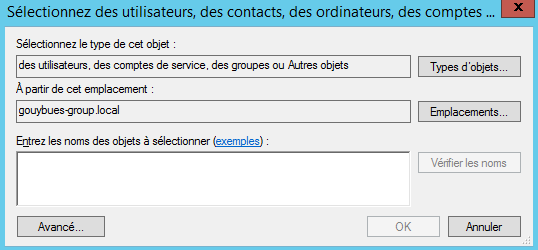 Sélectionnez des utilisateurs, des contacts, des ordinateurs, des comptes ...
x
Sélectionnez le type de cet objet :
des utilisateurs, des comptes de service, des groupes ou Autres objets
Types d'objets...
À partir de cet emplacement :
gouybues-group.local
Emplacements...
Entrez les noms des objets à sélectionner (exemples) :
Vérifier les noms
Avancé...
OK
Annuler